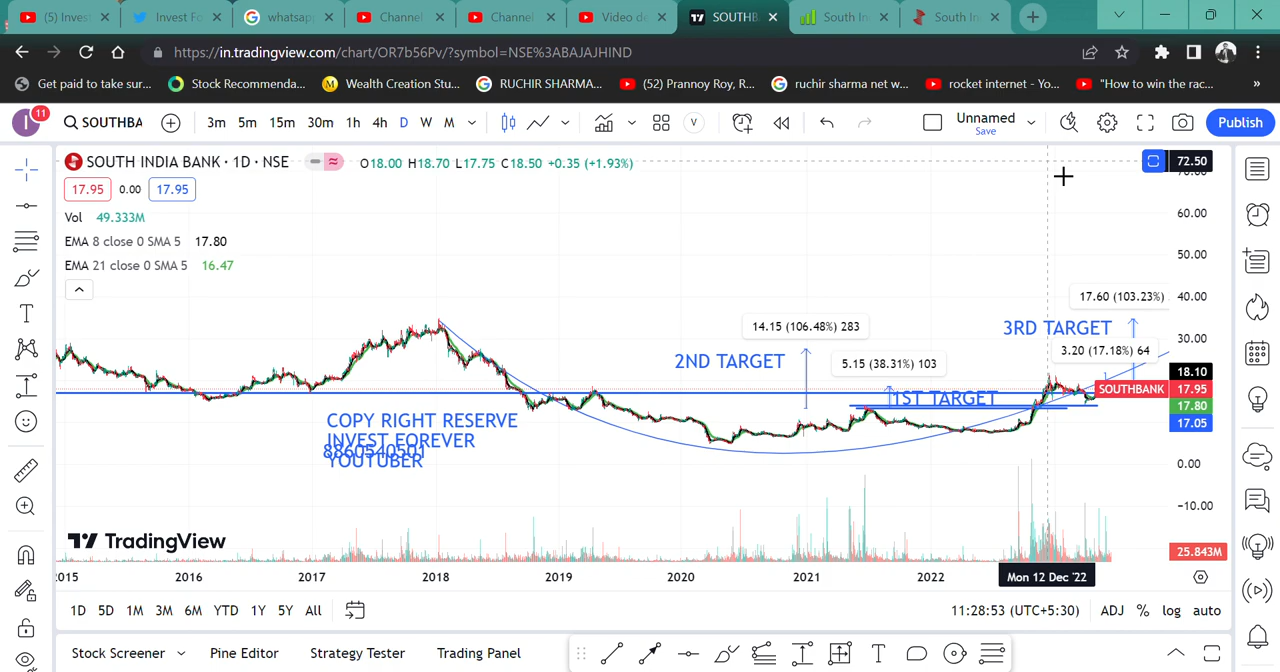 (5) Invest
Invest Fo
whatsap
Channel
Channel
Video de
SOUTHB
South In
South In
https://in.tradingview.com/chart/OR7b56Pv/?symbol=NSE%3ABAJAJHIND
Get paid to take sur...
Stock Recommenda...
Wealth Creation Stu...
RUCHIR SHARMA...
(52) Prannoy Roy, R...
ruchir sharma net w...
rocket internet - Yo...
"How to win the rac...
»
I
11
SOUTHBA
3m 5m 15m 30m 1h 4h D W M
V
Unnamed
Save
Publish
SOUTH INDIA BANK · 1D · NSE
O18.00 H18.70 L17.75 C18.50 +0.35 (+1.93%)
17.95 0.00 17.95
Vol 49.333M
EMA 8 close 0 SMA 5 17.80
EMA 21 close 0 SMA 5 16.47
72.50
60.00
50.00
40.00
30.00
18.10
17.95
17.80
17.05
0.00
−10.00
25.843M
17.60 (103.23%)
3RD TARGET
3.20 (17.18%) 64
14.15 (106.48%) 283
2ND TARGET
5.15 (38.31%) 103
1ST TARGET
SOUTHBANK
COPY RIGHT RESERVE
INVEST FOREVER
8860540501
YOUTUBER
TradingView
2015 2016 2017 2018 2019 2020 2021 2022
Mon 12 Dec '22
1D 5D 1M 3M 6M YTD 1Y 5Y All
11:28:53 (UTC+5:30) ADJ % log auto
Stock Screener Pine Editor Strategy Tester Trading Panel